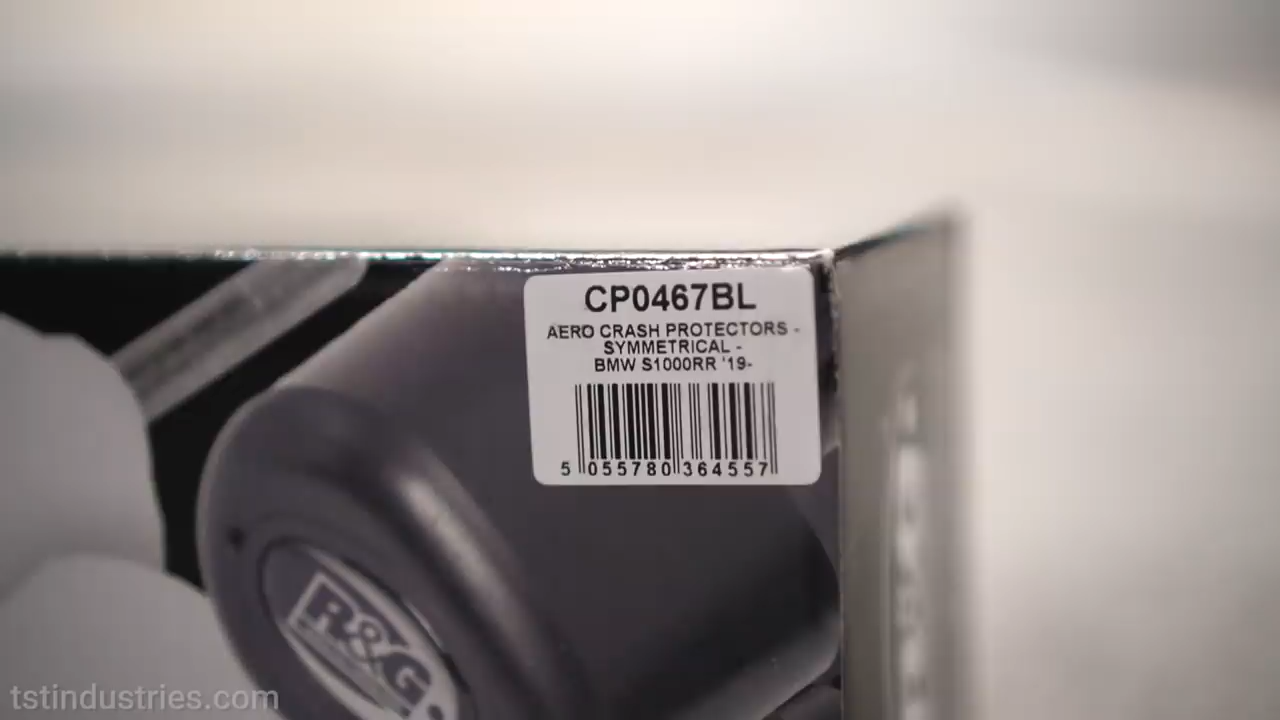 CP0467BL
AERO CRASH PROTECTORS -
SYMMETRICAL -
BMW S1000RR '19-
5 055780 364557
R&G
tstindustries.com